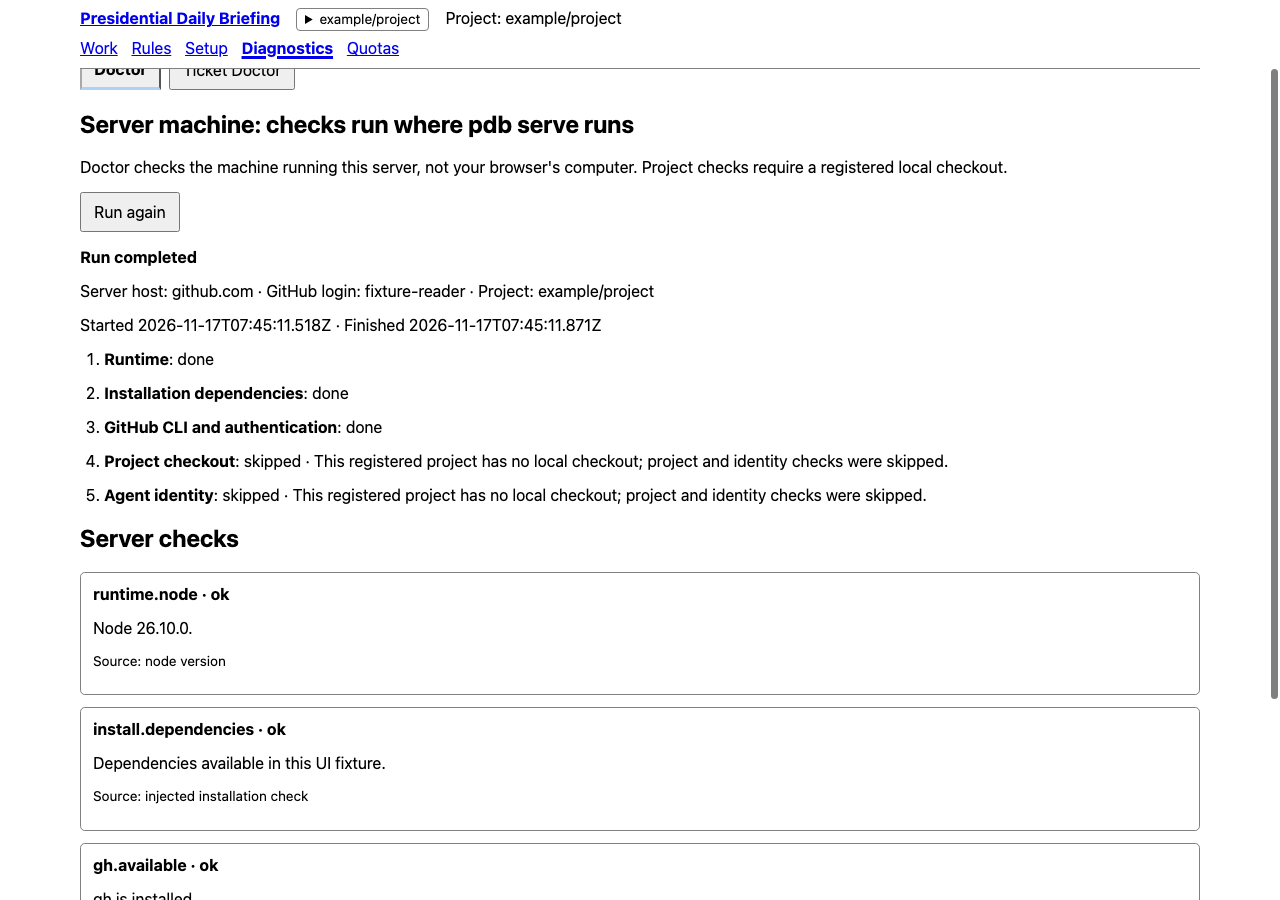 Presidential Daily Briefing ▶ example/project Project: example/project
Work Rules Setup Diagnostics Quotas
Doctor Ticket Doctor
Server machine: checks run where pdb serve runs
Doctor checks the machine running this server, not your browser's computer. Project checks require a registered local checkout.
Run again
Run completed
Server host: github.com · GitHub login: fixture-reader · Project: example/project
Started 2026-11-17T07:45:11.518Z · Finished 2026-11-17T07:45:11.871Z
1. Runtime: done
2. Installation dependencies: done
3. GitHub CLI and authentication: done
4. Project checkout: skipped · This registered project has no local checkout; project and identity checks were skipped.
5. Agent identity: skipped · This registered project has no local checkout; project and identity checks were skipped.
Server checks
runtime.node · ok
Node 26.10.0.
Source: node version
install.dependencies · ok
Dependencies available in this UI fixture.
Source: injected installation check
gh.available · ok
gh is installed